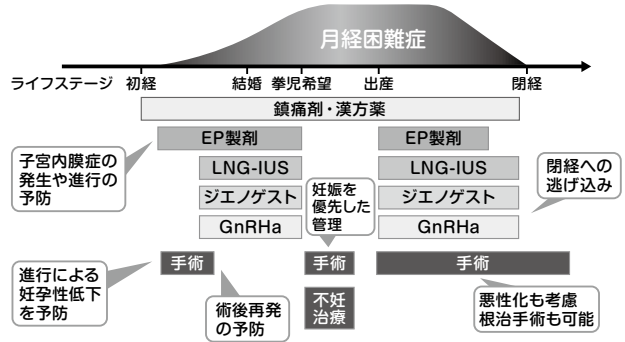 月経困難症
ライフステージ 初経 結婚 挙児希望 出産 閉経
鎮痛剤・漢方薬
EP製剤 EP製剤
子宮内膜症の
発生や進行の
予防
LNG-IUS LNG-IUS
ジエノゲスト ジエノゲスト
GnRHa GnRHa
妊娠を
優先した
管理
閉経への
逃げ込み
手術 手術 手術
進行による
妊孕性低下
を予防
術後再発
の予防
不妊
治療
悪性化も考慮
根治手術も可能